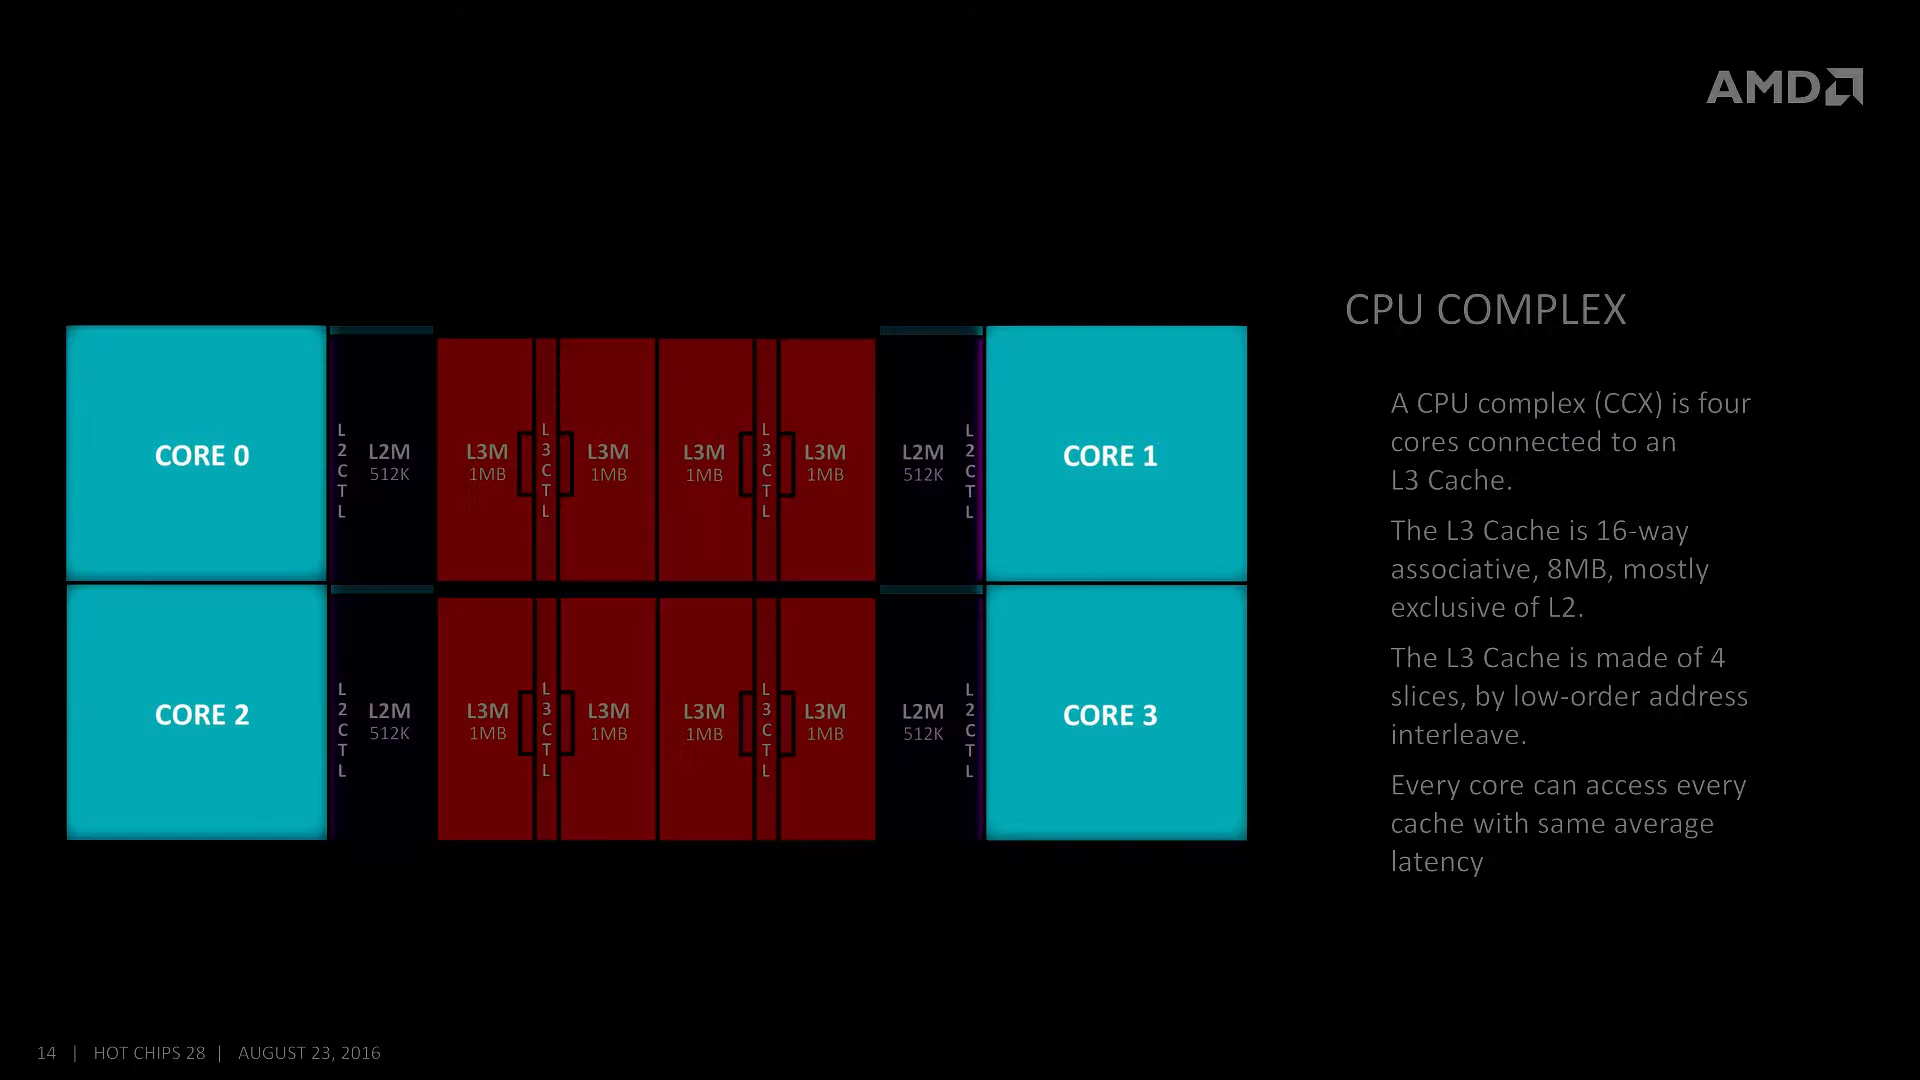 AMD
CPU COMPLEX
A CPU complex (CCX) is four
cores connected to an
L3 Cache.
The L3 Cache is 16-way
associative, 8MB, mostly
exclusive of L2.
The L3 Cache is made of 4
slices, by low-order address
interleave.
Every core can access every
cache with same average
latency
CORE 0
L2CTL
L2M
512K
L3M
1MB
L3CTL
L3M
1MB
L3M
1MB
L3CTL
L3M
1MB
L2M
512K
L2CTL
CORE 1
CORE 2
L2CTL
L2M
512K
L3M
1MB
L3CTL
L3M
1MB
L3M
1MB
L3CTL
L3M
1MB
L2M
512K
L2CTL
CORE 3
14 | HOT CHIPS 28 | AUGUST 23, 2016